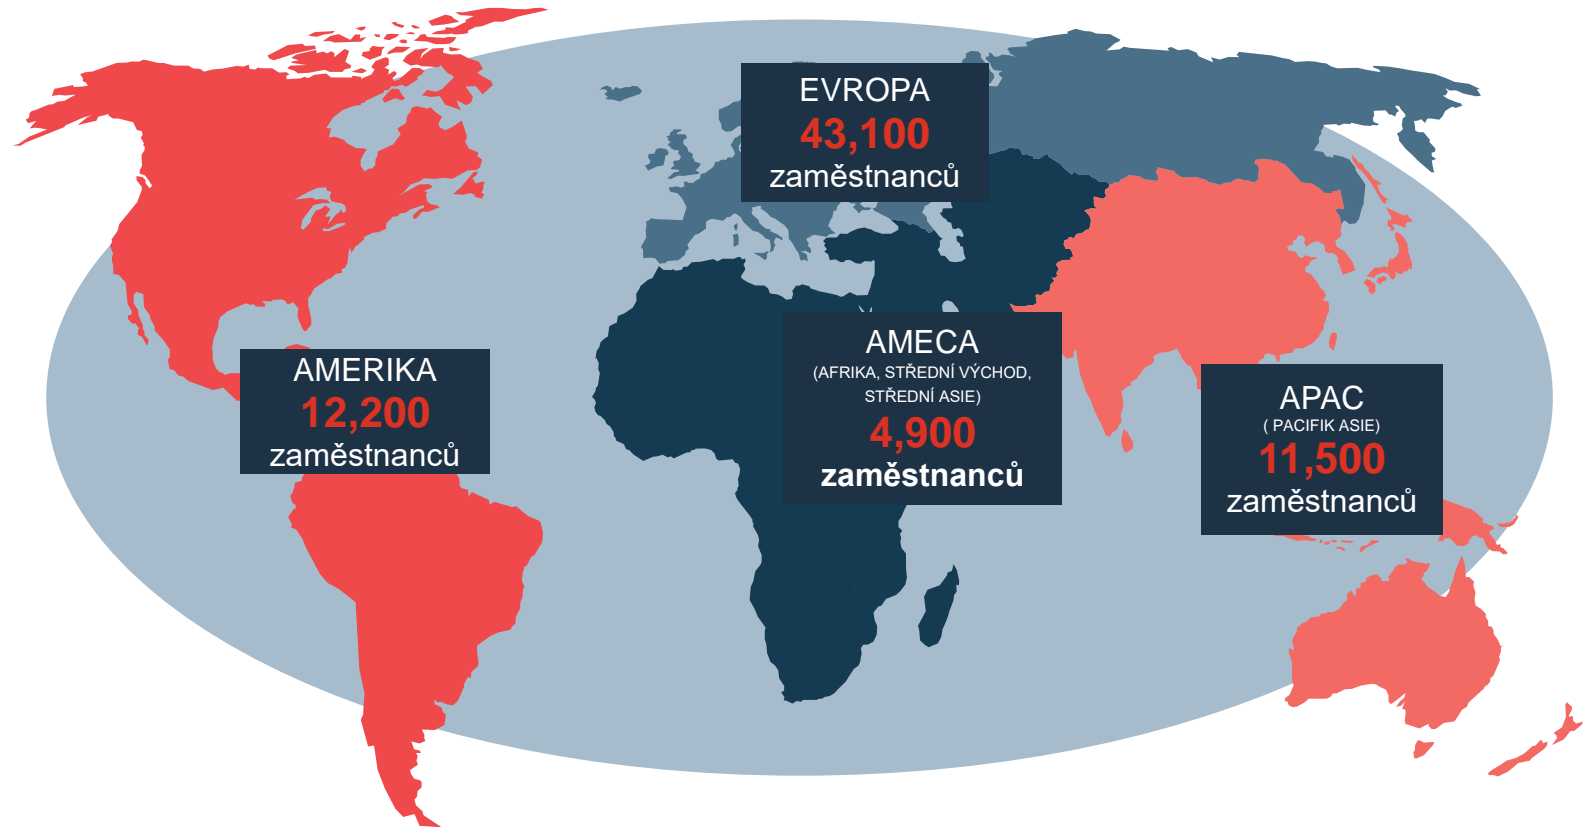 EVROPA
43,100
zaměstnanců
AMERIKA
12,200
zaměstnanců
AMECA
(AFRIKA, STŘEDNÍ VÝCHOD,
STŘEDNÍ ASIE)
4,900
zaměstnanců
APAC
( PACIFIK ASIE)
11,500
zaměstnanců